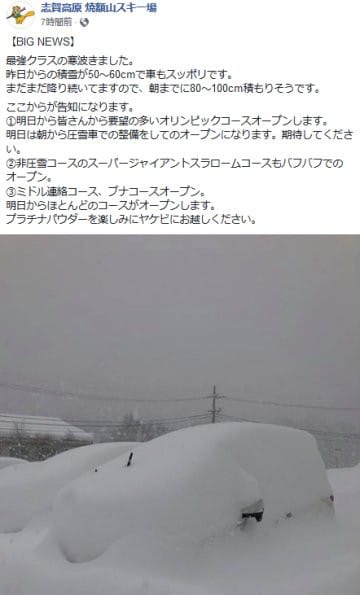 志賀高原 焼額山スキー場
7時間前
【BIG NEWS】
最強クラスの寒波きました。
昨日からの積雪が50〜60cmで車もスッポリです。
まだまだ降り続いてますので、朝までに80〜100cm積もりそうです。
ここからが告知になります。
①明日から皆さんから要望の多いオリンピックコースオープンします。
明日は朝から圧雪車での整備をしてのオープンになります。期待してくださ
い。
②非圧雪コースのスーパージャイアントスラロームコースもバフバフでの
オープン。
③ミドル連絡コース、ブナコースオープン。
明日からほとんどのコースがオープンします。
プラチナパウダーを楽しみにヤケビにお越しください。